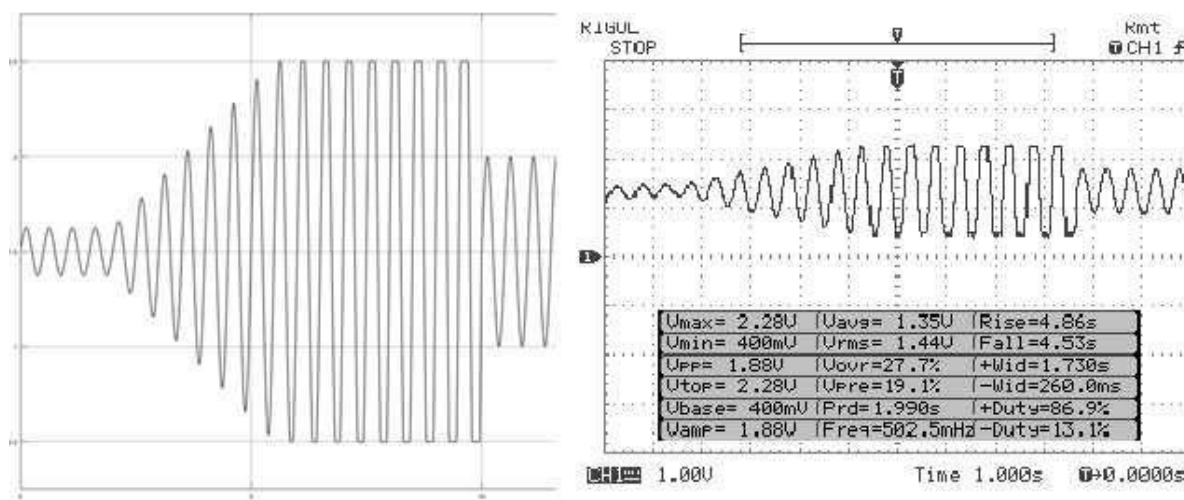 RIGOL
STOP
Rmt
T CH1
T
1
Vmax= 2.28V Vavg= 1.35V Rise=4.86s
Vmin= 400mV Vrms= 1.44V Fall=4.53s
Vpp= 1.88V Vovr=27.7% +Wid=1.730s
Vtop= 2.28V Vpre=19.1% -Wid=260.0ms
Vbase= 400mV Prd=1.990s +Duty=86.9%
Vamp= 1.88V Freq=502.5mHz -Duty=13.1%
CH1 1.00V Time 1.000s T→0.0000s